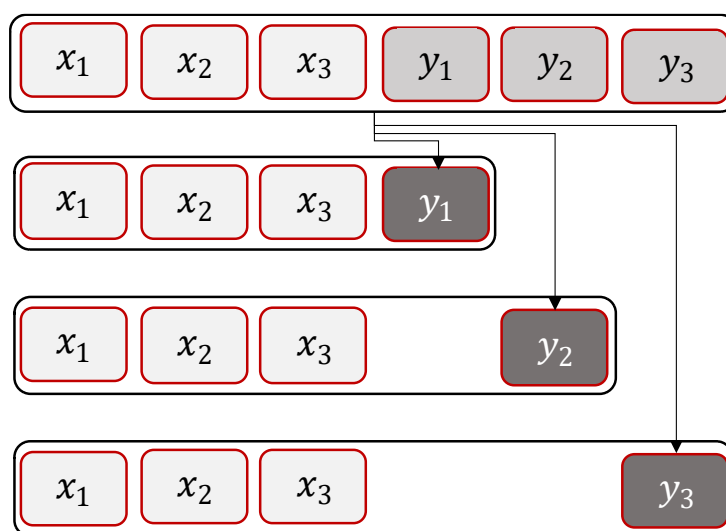 x₁ x₂ x₃ y₁ y₂ y₃
x₁ x₂ x₃ y₁
x₁ x₂ x₃ y₂
x₁ x₂ x₃ y₃